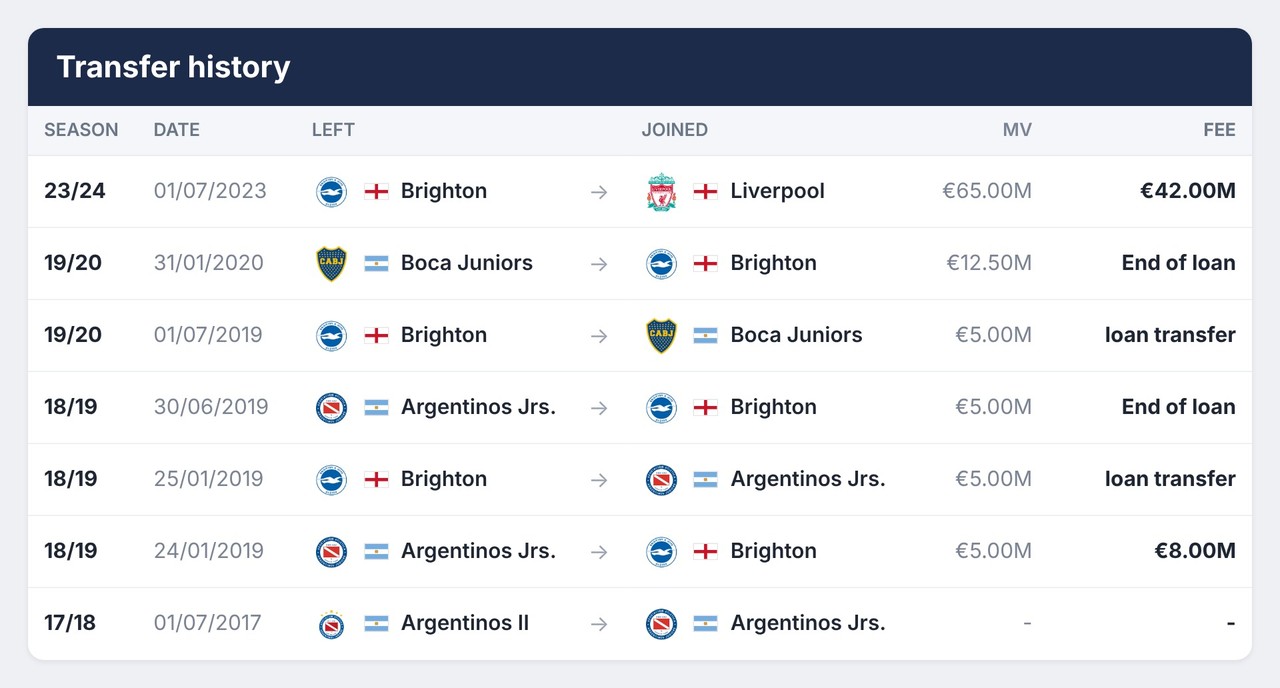 Transfer history
SEASON DATE LEFT JOINED MV FEE
23/24 01/07/2023 Brighton → Liverpool €65.00M €42.00M
19/20 31/01/2020 CABJ Boca Juniors → Brighton €12.50M End of loan
19/20 01/07/2019 Brighton → CABJ Boca Juniors €5.00M loan transfer
18/19 30/06/2019 Argentinos Jrs. → Brighton €5.00M End of loan
18/19 25/01/2019 Brighton → Argentinos Jrs. €5.00M loan transfer
18/19 24/01/2019 Argentinos Jrs. → Brighton €5.00M €8.00M
17/18 01/07/2017 Argentinos II → Argentinos Jrs. - -